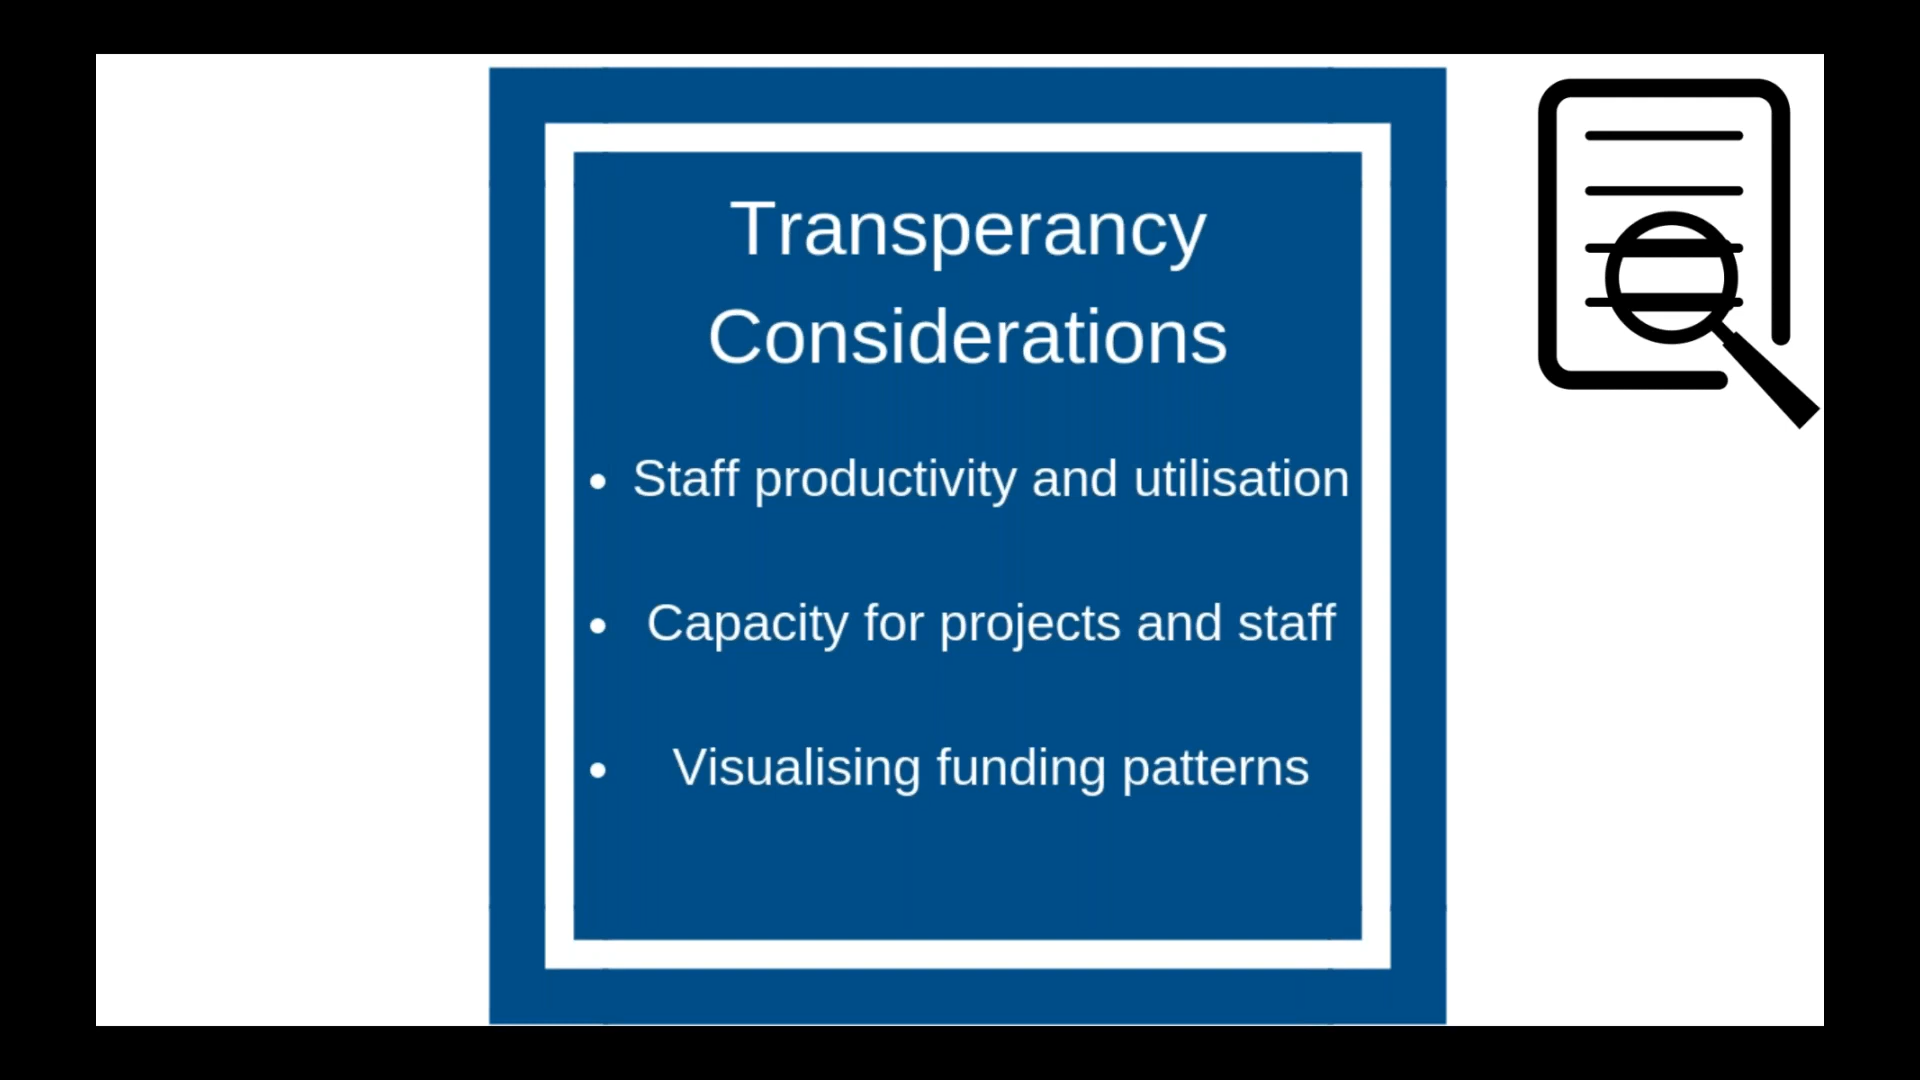 Transperancy
Considerations
• Staff productivity and utilisation
• Capacity for projects and staff
• Visualising funding patterns